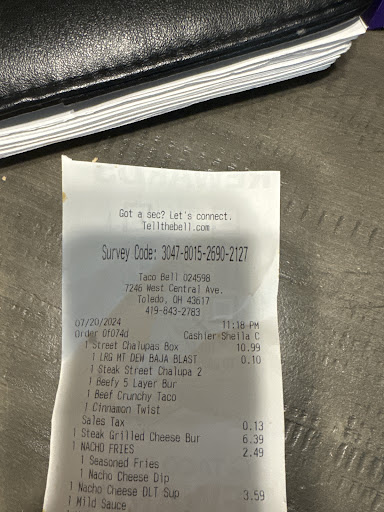 Got a sec? Let's connect.
Tellthebell.com
Survey Code: 3047-8015-2690-2127
Taco Bell 024598
7246 West Central Ave.
Toledo, OH 43617
419-843-2783
07/20/2024 11:18 PM
Order 0f074d Cashier Shella C
1 Street Chalupas Box 10.99
1 LRG MT DEW BAJA BLAST 0.10
1 Steak Street Chalupa 2
1 Beefy 5 Layer Bur
1 Beef Crunchy Taco
1 Cinnamon Twist
Sales Tax 0.13
1 Steak Grilled Cheese Bur 6.39
1 NACHO FRIES 2.49
1 Seasoned Fries
1 Nacho Cheese Dip
1 Nacho Cheese DLT Sup 3.59
1 Mild Sauce